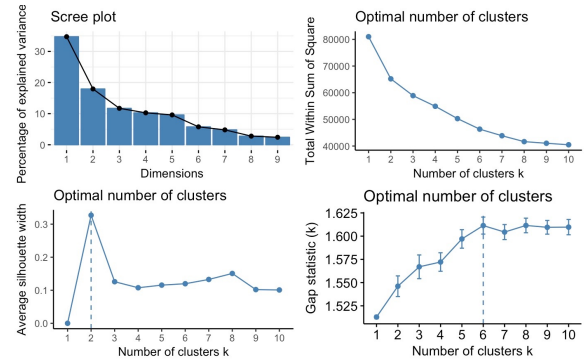 Scree plot
Percentage of explained variance
30
20
10
0
1 2 3 4 5 6 7 8 9
Dimensions
Optimal number of clusters
Total Within Sum of Square
80000
70000
60000
50000
40000
1 2 3 4 5 6 7 8 9 10
Number of clusters k
Optimal number of clusters
Average silhouette width
0.3
0.2
0.1
0.0
1 2 3 4 5 6 7 8 9 10
Number of clusters k
Optimal number of clusters
Gap statistic (k)
1.625
1.600
1.575
1.550
1.525
1 2 3 4 5 6 7 8 9 10
Number of clusters k